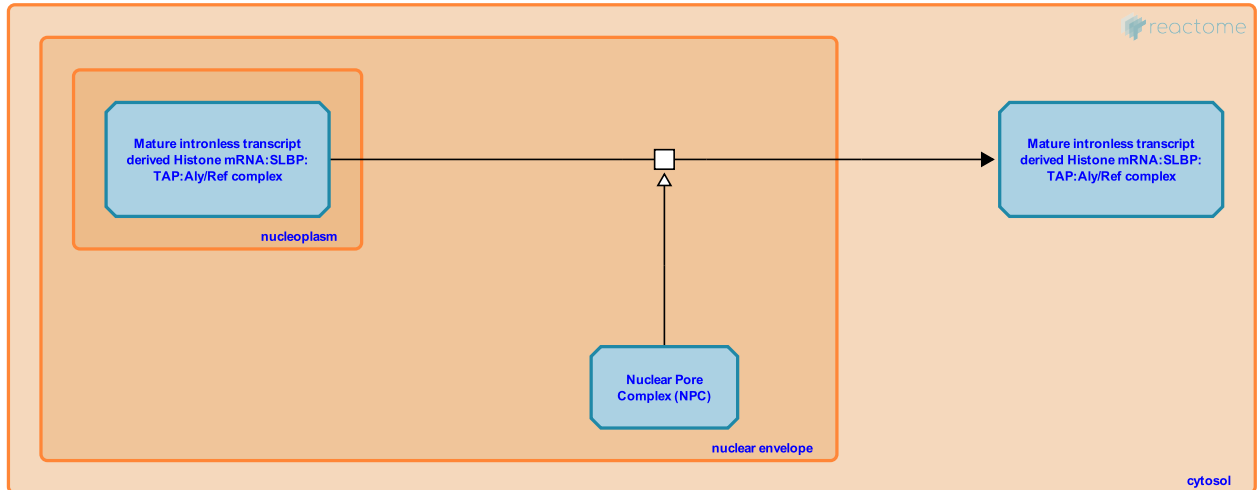 reactome
Mature intronless transcript
derived Histone mRNA:SLBP:
TAP:Aly/Ref complex
nucleoplasm
Mature intronless transcript
derived Histone mRNA:SLBP:
TAP:Aly/Ref complex
Nuclear Pore
Complex (NPC)
nuclear envelope
cytosol